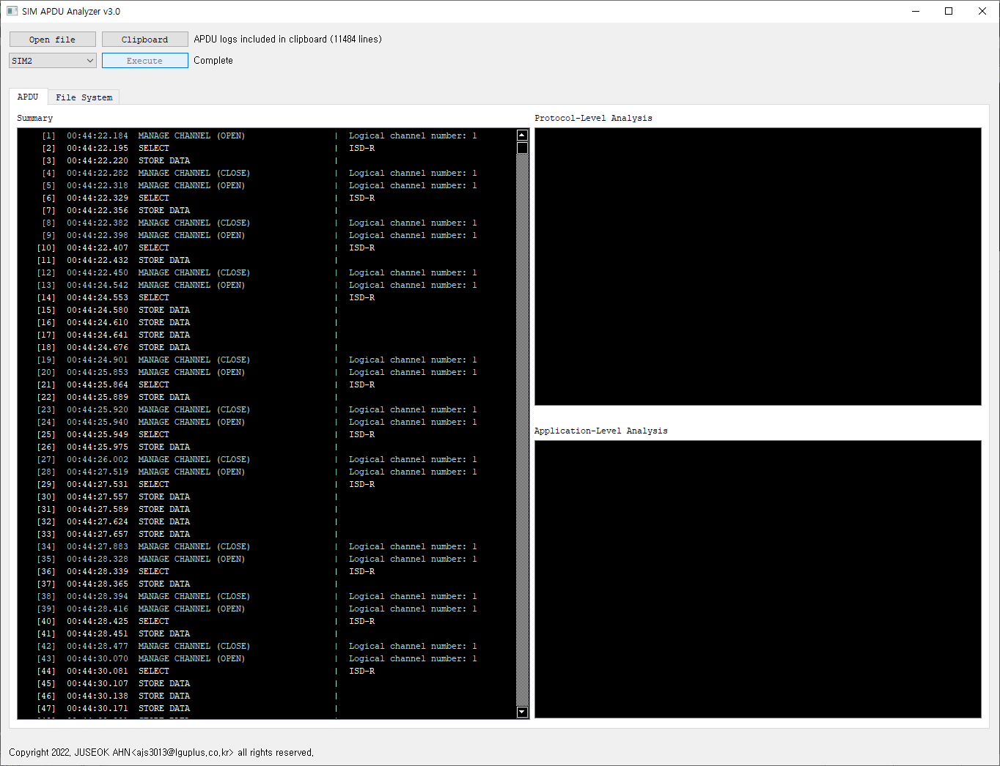 SIM APDU Analyzer v3.0
Open file Clipboard APDU logs included in clipboard (11484 lines)
SIM2 Execute Complete
APDU File System
Summary
[1] 00:44:22.184 MANAGE CHANNEL (OPEN) | Logical channel number: 1
[2] 00:44:22.195 SELECT | ISD-R
[3] 00:44:22.220 STORE DATA |
[4] 00:44:22.282 MANAGE CHANNEL (CLOSE) | Logical channel number: 1
[5] 00:44:22.318 MANAGE CHANNEL (OPEN) | Logical channel number: 1
[6] 00:44:22.329 SELECT | ISD-R
[7] 00:44:22.356 STORE DATA |
[8] 00:44:22.382 MANAGE CHANNEL (CLOSE) | Logical channel number: 1
[9] 00:44:22.398 MANAGE CHANNEL (OPEN) | Logical channel number: 1
[10] 00:44:22.407 SELECT | ISD-R
[11] 00:44:22.432 STORE DATA |
[12] 00:44:22.450 MANAGE CHANNEL (CLOSE) | Logical channel number: 1
[13] 00:44:24.542 MANAGE CHANNEL (OPEN) | Logical channel number: 1
[14] 00:44:24.553 SELECT | ISD-R
[15] 00:44:24.580 STORE DATA |
[16] 00:44:24.610 STORE DATA |
[17] 00:44:24.641 STORE DATA |
[18] 00:44:24.676 STORE DATA |
[19] 00:44:24.901 MANAGE CHANNEL (CLOSE) | Logical channel number: 1
[20] 00:44:25.853 MANAGE CHANNEL (OPEN) | Logical channel number: 1
[21] 00:44:25.864 SELECT | ISD-R
[22] 00:44:25.889 STORE DATA |
[23] 00:44:25.920 MANAGE CHANNEL (CLOSE) | Logical channel number: 1
[24] 00:44:25.940 MANAGE CHANNEL (OPEN) | Logical channel number: 1
[25] 00:44:25.949 SELECT | ISD-R
[26] 00:44:25.975 STORE DATA |
[27] 00:44:26.002 MANAGE CHANNEL (CLOSE) | Logical channel number: 1
[28] 00:44:27.519 MANAGE CHANNEL (OPEN) | Logical channel number: 1
[29] 00:44:27.531 SELECT | ISD-R
[30] 00:44:27.557 STORE DATA |
[31] 00:44:27.589 STORE DATA |
[32] 00:44:27.624 STORE DATA |
[33] 00:44:27.657 STORE DATA |
[34] 00:44:27.883 MANAGE CHANNEL (CLOSE) | Logical channel number: 1
[35] 00:44:28.328 MANAGE CHANNEL (OPEN) | Logical channel number: 1
[36] 00:44:28.339 SELECT | ISD-R
[37] 00:44:28.365 STORE DATA |
[38] 00:44:28.394 MANAGE CHANNEL (CLOSE) | Logical channel number: 1
[39] 00:44:28.416 MANAGE CHANNEL (OPEN) | Logical channel number: 1
[40] 00:44:28.425 SELECT | ISD-R
[41] 00:44:28.451 STORE DATA |
[42] 00:44:28.477 MANAGE CHANNEL (CLOSE) | Logical channel number: 1
[43] 00:44:30.070 MANAGE CHANNEL (OPEN) | Logical channel number: 1
[44] 00:44:30.081 SELECT | ISD-R
[45] 00:44:30.107 STORE DATA |
[46] 00:44:30.138 STORE DATA |
[47] 00:44:30.171 STORE DATA |
Protocol-Level Analysis
Application-Level Analysis
Copyright 2022. JUSEOK AHN<ajs3013@lguplus.co.kr> all rights reserved.